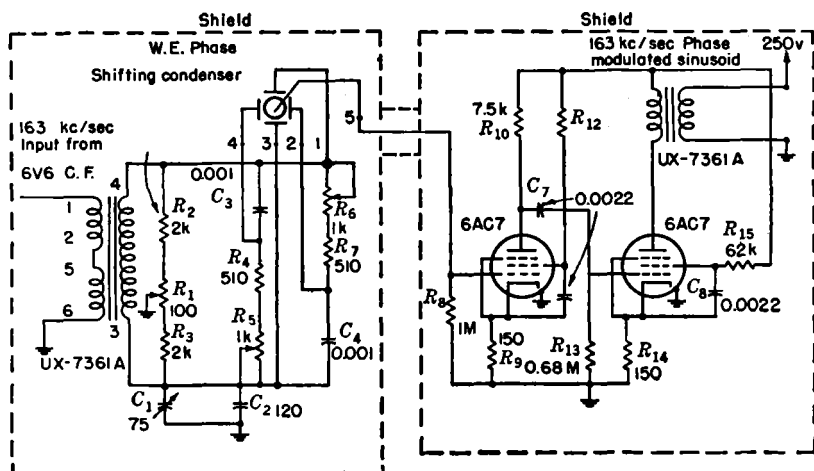 Shield
W.E. Phase
Shifting condenser
163 kc/sec
Input from
6V6 C.F.
1
2
5
6
4
3
UX-7361A
R2
2k
R1
100
R3
2k
C1
75
C2 120
0.001
C3
R4
510
R5
1k
4
3
2
1
R6
1k
R7
510
C4
0.001
5
Shield
163 kc/sec Phase
modulated sinusoid
250v
7.5k
R10
R12
UX-7361A
C7
0.0022
6AC7
6AC7
R15
62k
C8
0.0022
R8
1M
150
R9
R13
0.68M
R14
150